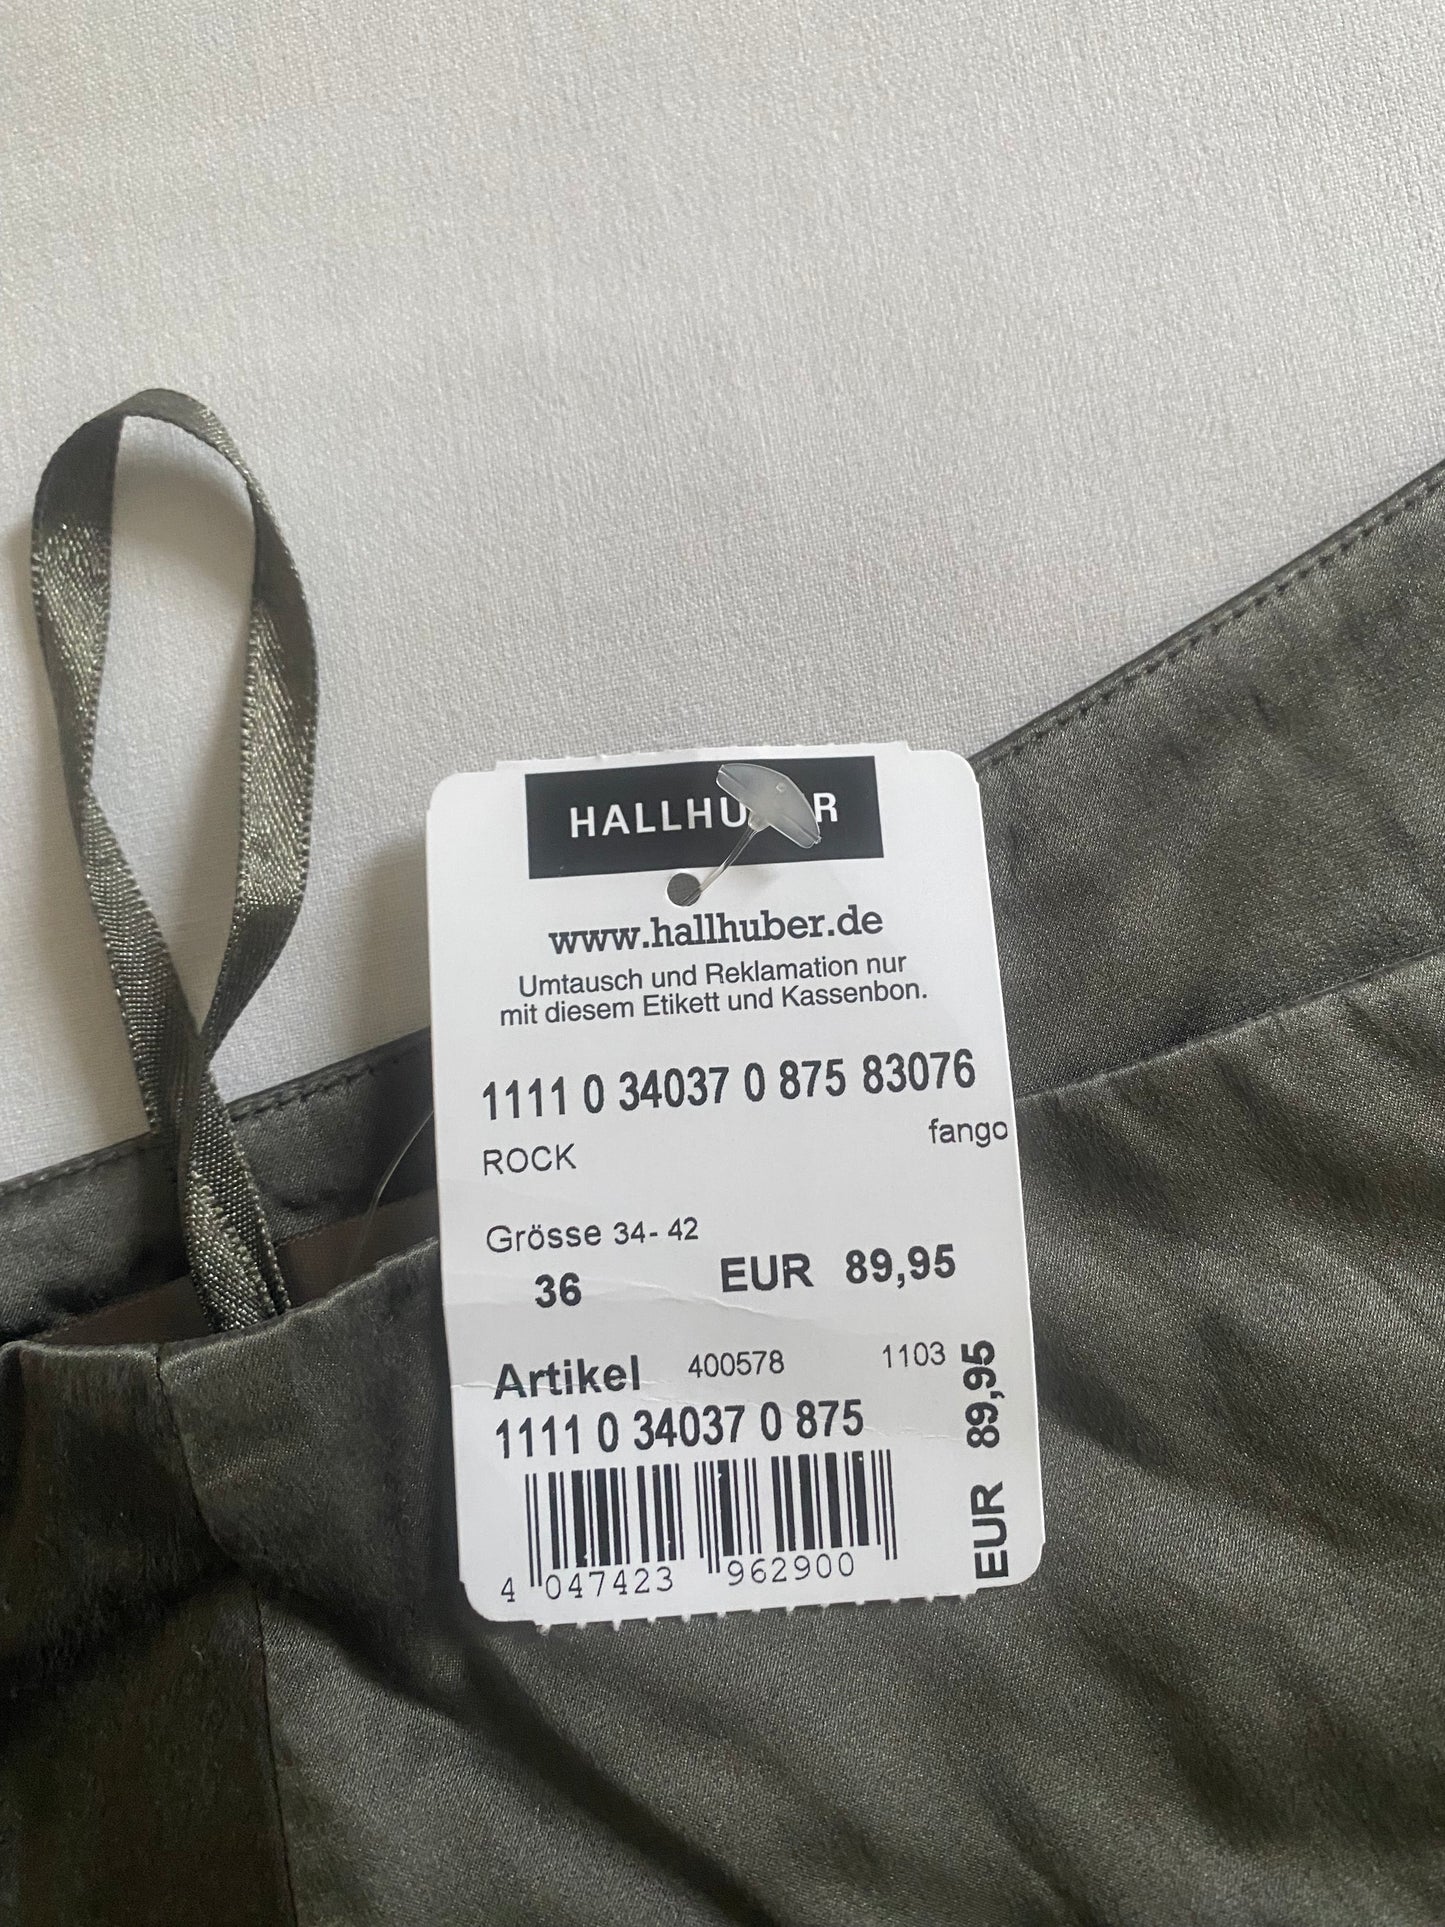 www.hallhuber.de
Umtausch und Reklamation nur
mit diesem Etikett und Kassenbon.
1111 0 34037 0 875 83076
fango
ROCK
Grösse 34- 42
36 EUR 89,95
Artikel 400578 1103
1111 0 34037 0 875
4 047423 962900
EUR 89,95